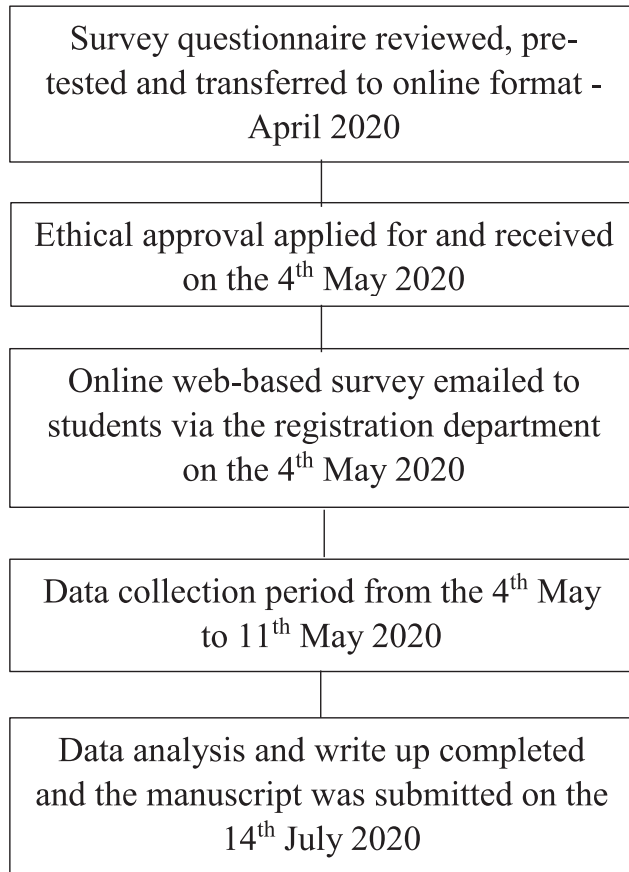 Survey questionnaire reviewed, pre-
tested and transferred to online format -
April 2020
Ethical approval applied for and received
on the 4th May 2020
Online web-based survey emailed to
students via the registration department
on the 4th May 2020
Data collection period from the 4th May
to 11th May 2020
Data analysis and write up completed
and the manuscript was submitted on the
14th July 2020